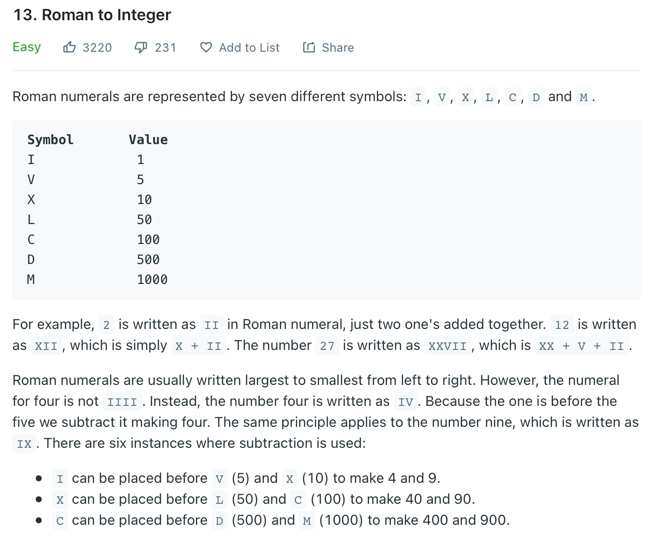 13. Roman to Integer
Easy 3220 231 Add to List Share
Roman numerals are represented by seven different symbols: I, V, X, L, C, D and M.
Symbol Value
I 1
V 5
X 10
L 50
C 100
D 500
M 1000
For example, 2 is written as II in Roman numeral, just two one's added together. 12 is written
as XII, which is simply X + II. The number 27 is written as XXVII, which is XX + V + II.
Roman numerals are usually written largest to smallest from left to right. However, the numeral
for four is not IIII. Instead, the number four is written as IV. Because the one is before the
five we subtract it making four. The same principle applies to the number nine, which is written as
IX. There are six instances where subtraction is used:
• I can be placed before V (5) and X (10) to make 4 and 9.
• X can be placed before L (50) and C (100) to make 40 and 90.
• C can be placed before D (500) and M (1000) to make 400 and 900.